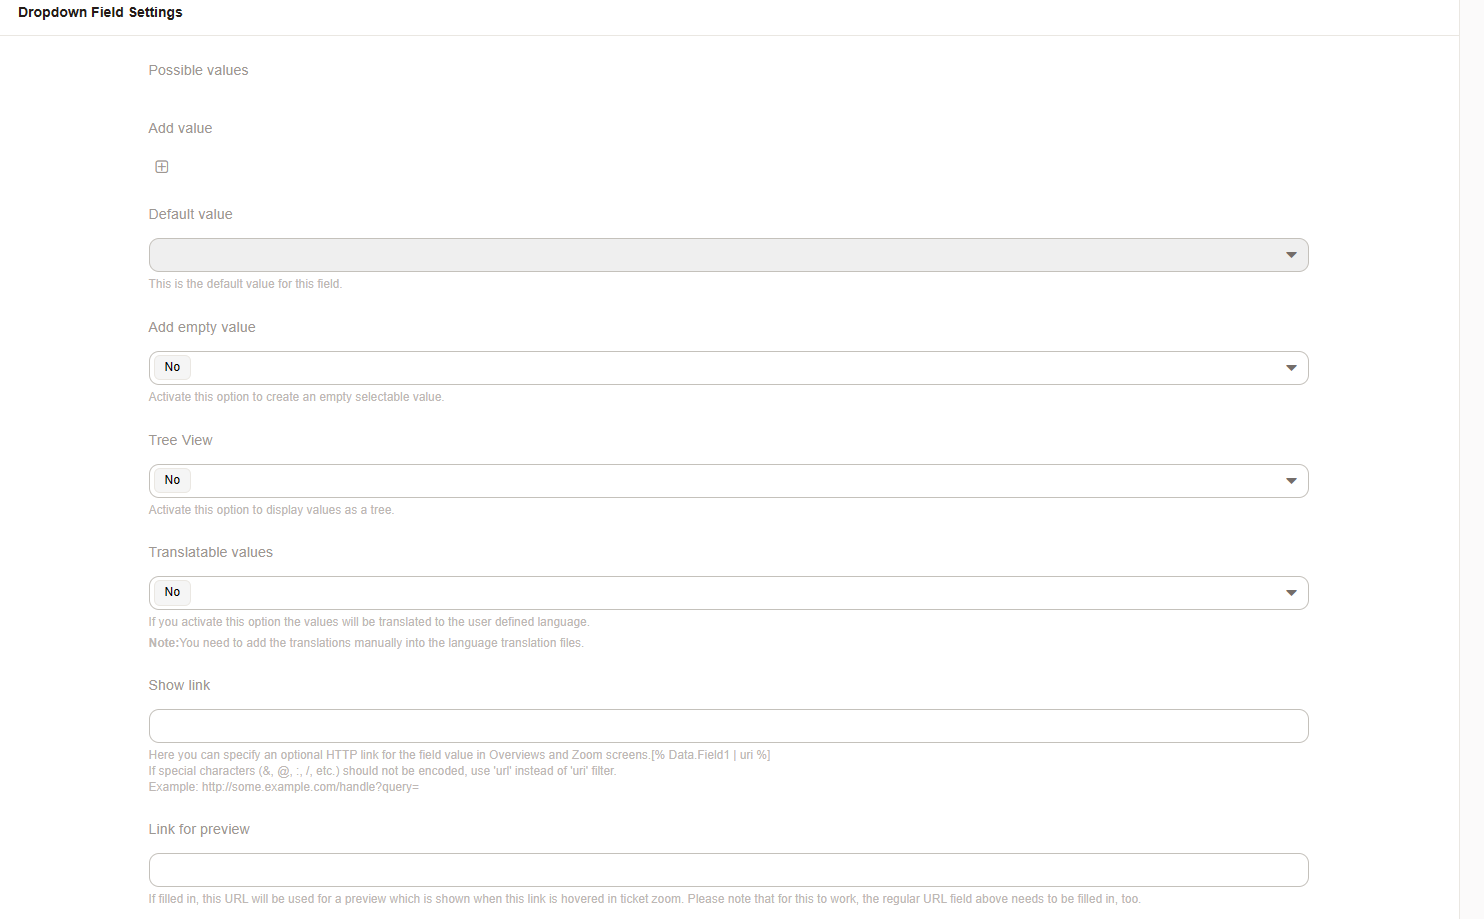 Dropdown Field Settings
Possible values
Add value
Default value
This is the default value for this field.
Add empty value
No
Activate this option to create an empty selectable value.
Tree View
No
Activate this option to display values as a tree.
Translatable values
No
If you activate this option the values will be translated to the user defined language.
Note:You need to add the translations manually into the language translation files.
Show link
Here you can specify an optional HTTP link for the field value in Overviews and Zoom screens.[% Data.Field1 | uri %]
If special characters (&, @, :, /, etc.) should not be encoded, use 'url' instead of 'uri' filter.
Example: http://some.example.com/handle?query=
Link for preview
If filled in, this URL will be used for a preview which is shown when this link is hovered in ticket zoom. Please note that for this to work, the regular URL field above needs to be filled in, too.